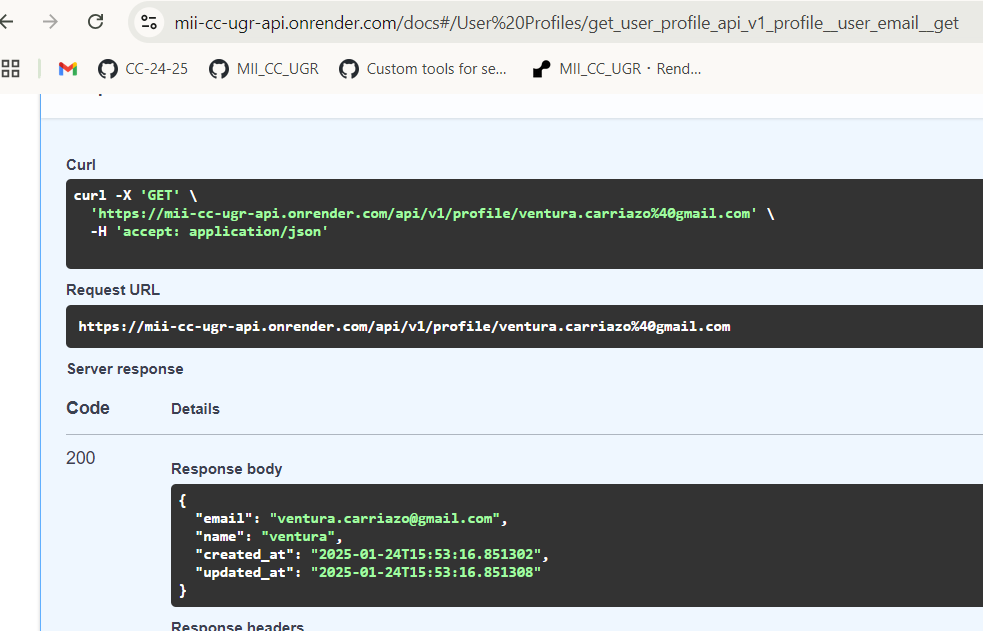 mii-cc-ugr-api.onrender.com/docs#/User%20Profiles/get_user_profile_api_v1_profile__user_email__get
CC-24-25 MII_CC_UGR Custom tools for se... MII_CC_UGR · Rend...
Curl
curl -X 'GET' \
'https://mii-cc-ugr-api.onrender.com/api/v1/profile/ventura.carriazo%40gmail.com' \
-H 'accept: application/json'
Request URL
https://mii-cc-ugr-api.onrender.com/api/v1/profile/ventura.carriazo%40gmail.com
Server response
Code Details
200
Response body
{
"email": "ventura.carriazo@gmail.com",
"name": "ventura",
"created_at": "2025-01-24T15:53:16.851302",
"updated_at": "2025-01-24T15:53:16.851308"
}
Response headers